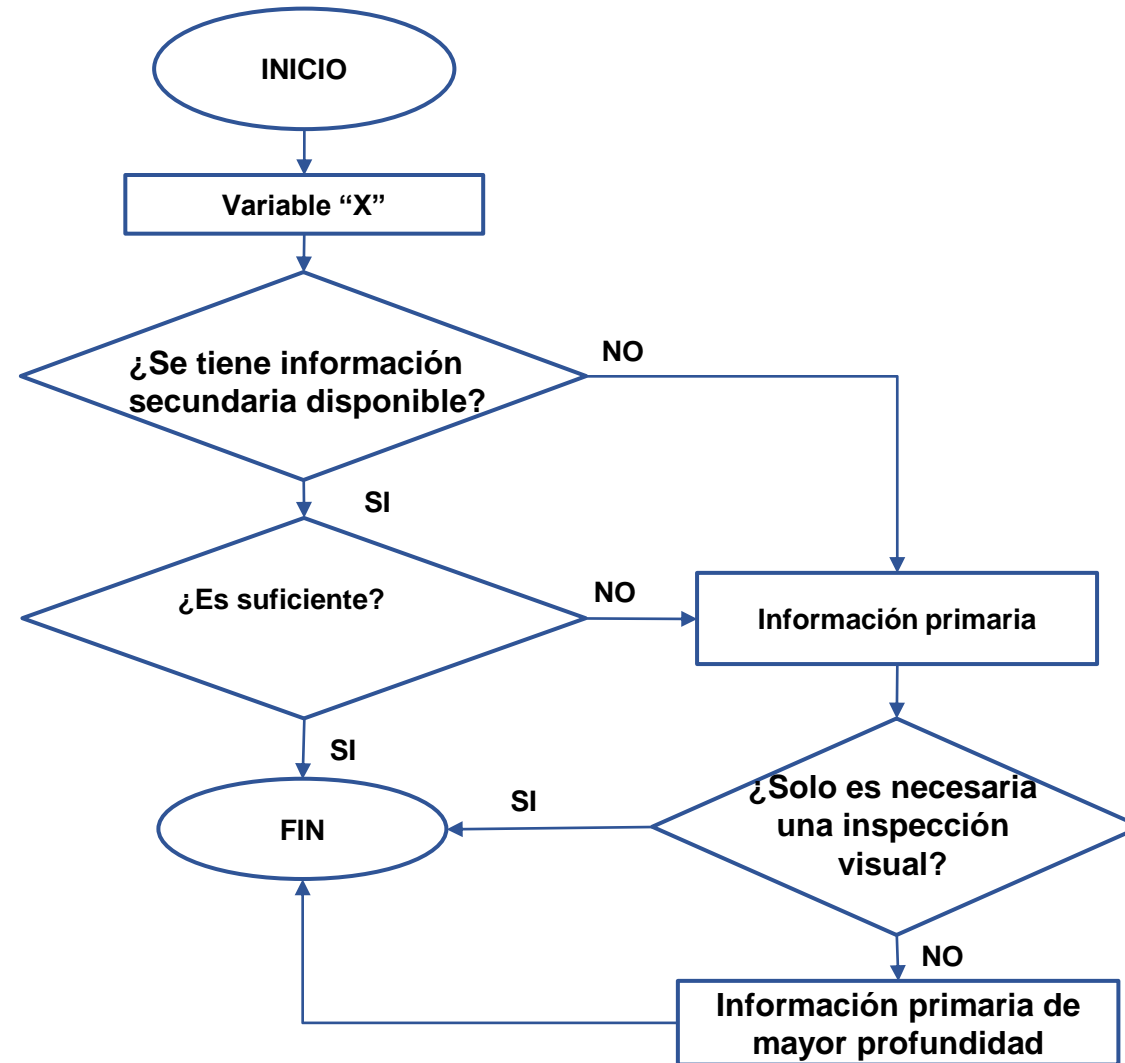 INICIO
Variable “X”
¿Se tiene información
secundaria disponible?
NO
SI
¿Es suficiente?
NO
Información primaria
SI
FIN
SI
¿Solo es necesaria
una inspección
visual?
NO
Información primaria de
mayor profundidad